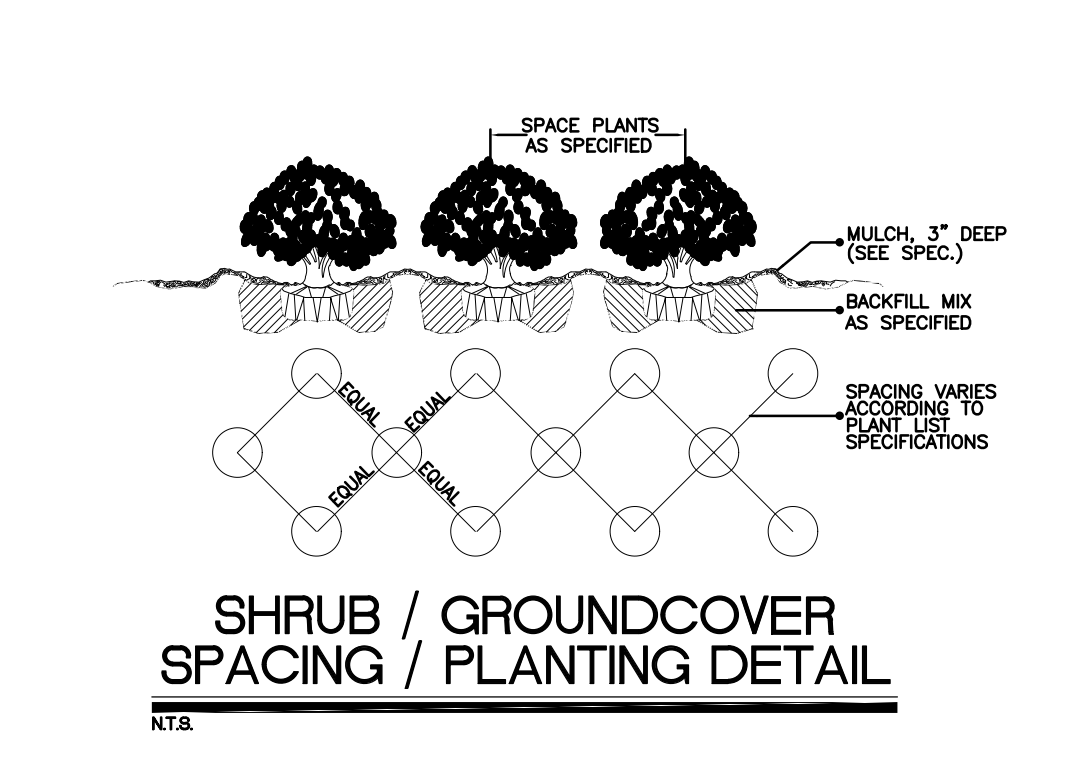 SPACE PLANTS
AS SPECIFIED
MULCH, 3" DEEP
(SEE SPEC.)
BACKFILL MIX
AS SPECIFIED
SPACING VARIES
ACCORDING TO
PLANT LIST
SPECIFICATIONS
EQUAL
EQUAL
EQUAL
EQUAL
SHRUB / GROUNDCOVER
SPACING / PLANTING DETAIL
N.T.S.